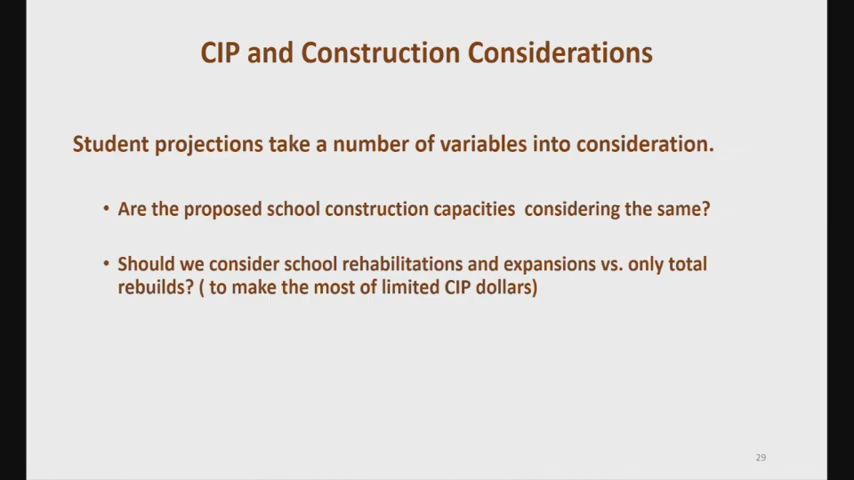 CIP and Construction Considerations
Student projections take a number of variables into consideration.
• Are the proposed school construction capacities considering the same?
• Should we consider school rehabilitations and expansions vs. only total
rebuilds? ( to make the most of limited CIP dollars)
29